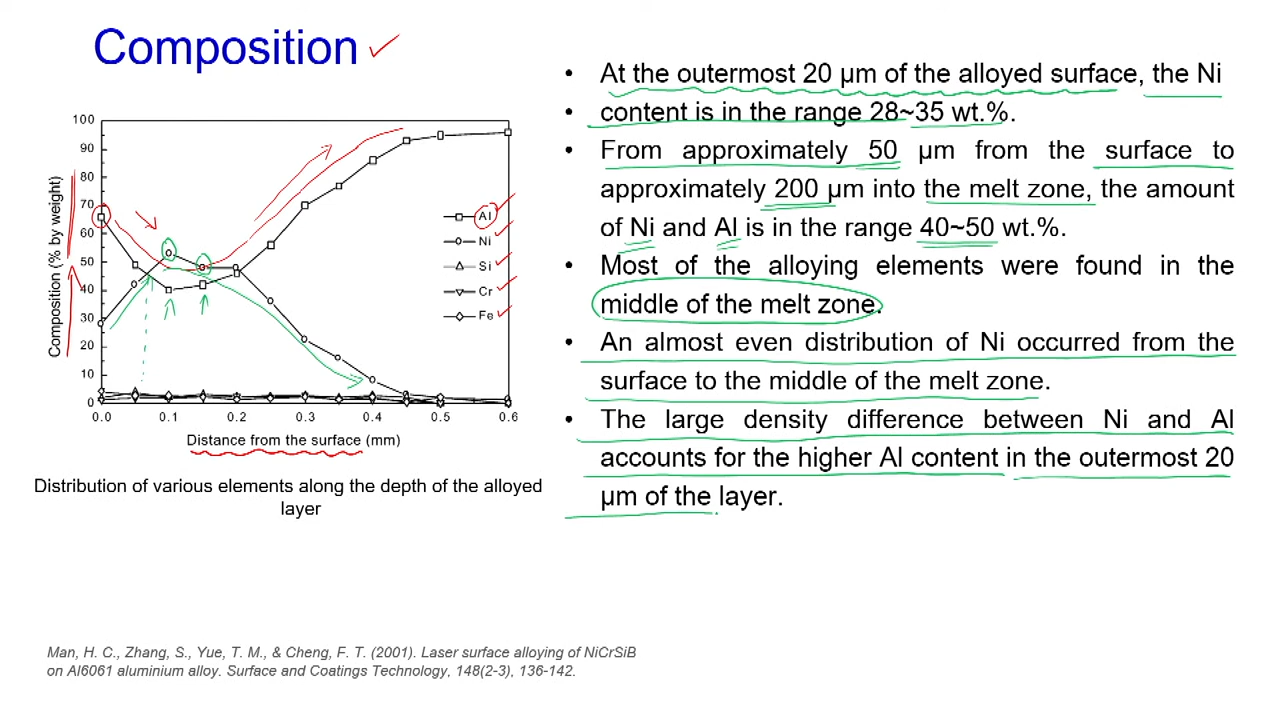 Composition
• At the outermost 20 µm of the alloyed surface, the Ni
• content is in the range 28~35 wt.%.
• From approximately 50 µm from the surface to
approximately 200 µm into the melt zone, the amount
of Ni and Al is in the range 40~50 wt.%.
• Most of the alloying elements were found in the
middle of the melt zone.
• An almost even distribution of Ni occurred from the
surface to the middle of the melt zone.
• The large density difference between Ni and Al
accounts for the higher Al content in the outermost 20
µm of the layer.
Composition (% by weight)
100
90
80
70
60
50
40
30
20
10
0
0.0 0.1 0.2 0.3 0.4 0.5 0.6
Distance from the surface (mm)
Al
Ni
Si
Cr
Fe
Distribution of various elements along the depth of the alloyed
layer
Man, H. C., Zhang, S., Yue, T. M., & Cheng, F. T. (2001). Laser surface alloying of NiCrSiB
on Al6061 aluminium alloy. Surface and Coatings Technology, 148(2-3), 136-142.